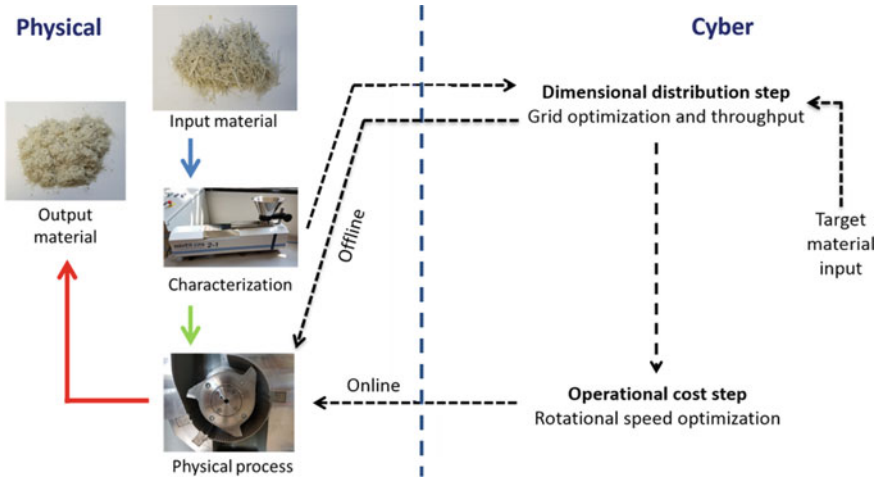 Physical
Cyber
Input material
Output
material
Characterization
Physical process
Offline
Online
Dimensional distribution step
Grid optimization and throughput
Target
material
input
Operational cost step
Rotational speed optimization